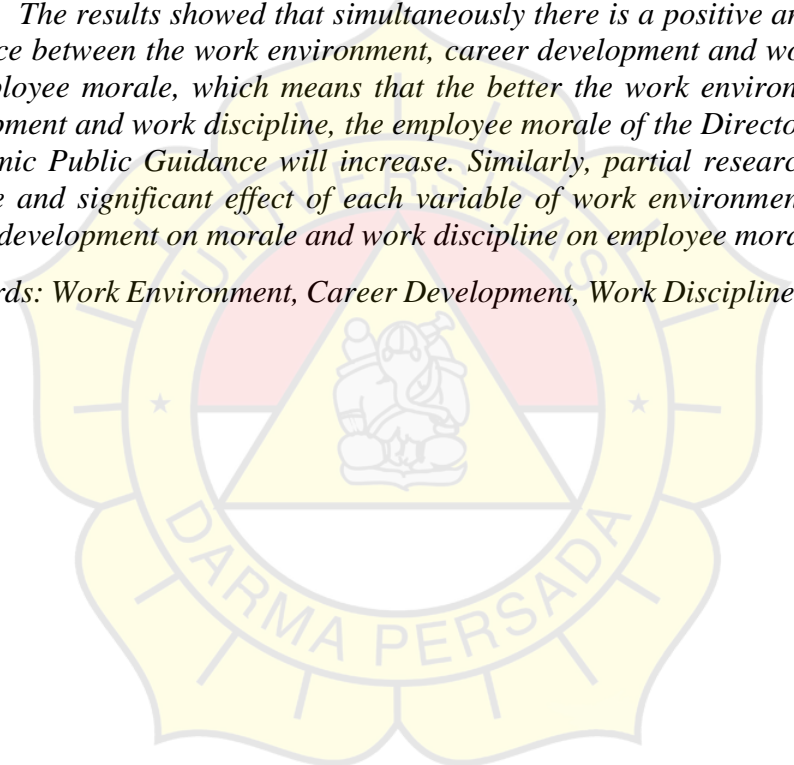 The results showed that simultaneously there is a positive an
ce between the work environment, career development and wo
ployee morale, which means that the better the work environ
pment and work discipline, the employee morale of the Directo
mic Public Guidance will increase. Similarly, partial researc
e and significant effect of each variable of work environmen
development on morale and work discipline on employee mora
rds: Work Environment, Career Development, Work Discipline
UNIVERSITAS
DARMA PERSADA